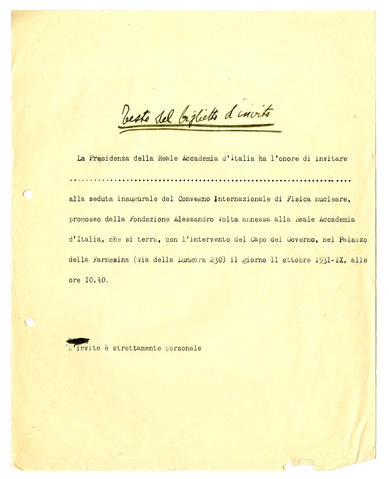 Testo del biglietto d'invito
La Presidenza della Reale Accademia d'Italia ha l'onore di invitare
................................................................
alla seduta inaugurale del Convegno Internazionale di Fisica nucleare,
promosso dalla Fondazione Alessandro Volta annessa alla Reale Accademia
d'Italia, che si terrà, con l'intervento del Capo del Governo, nel Palazzo
della Farnesina (Via della Lungara 230) il giorno 11 ottobre 1931-IX, alle
ore 10.30.
L'invito è strettamente personale